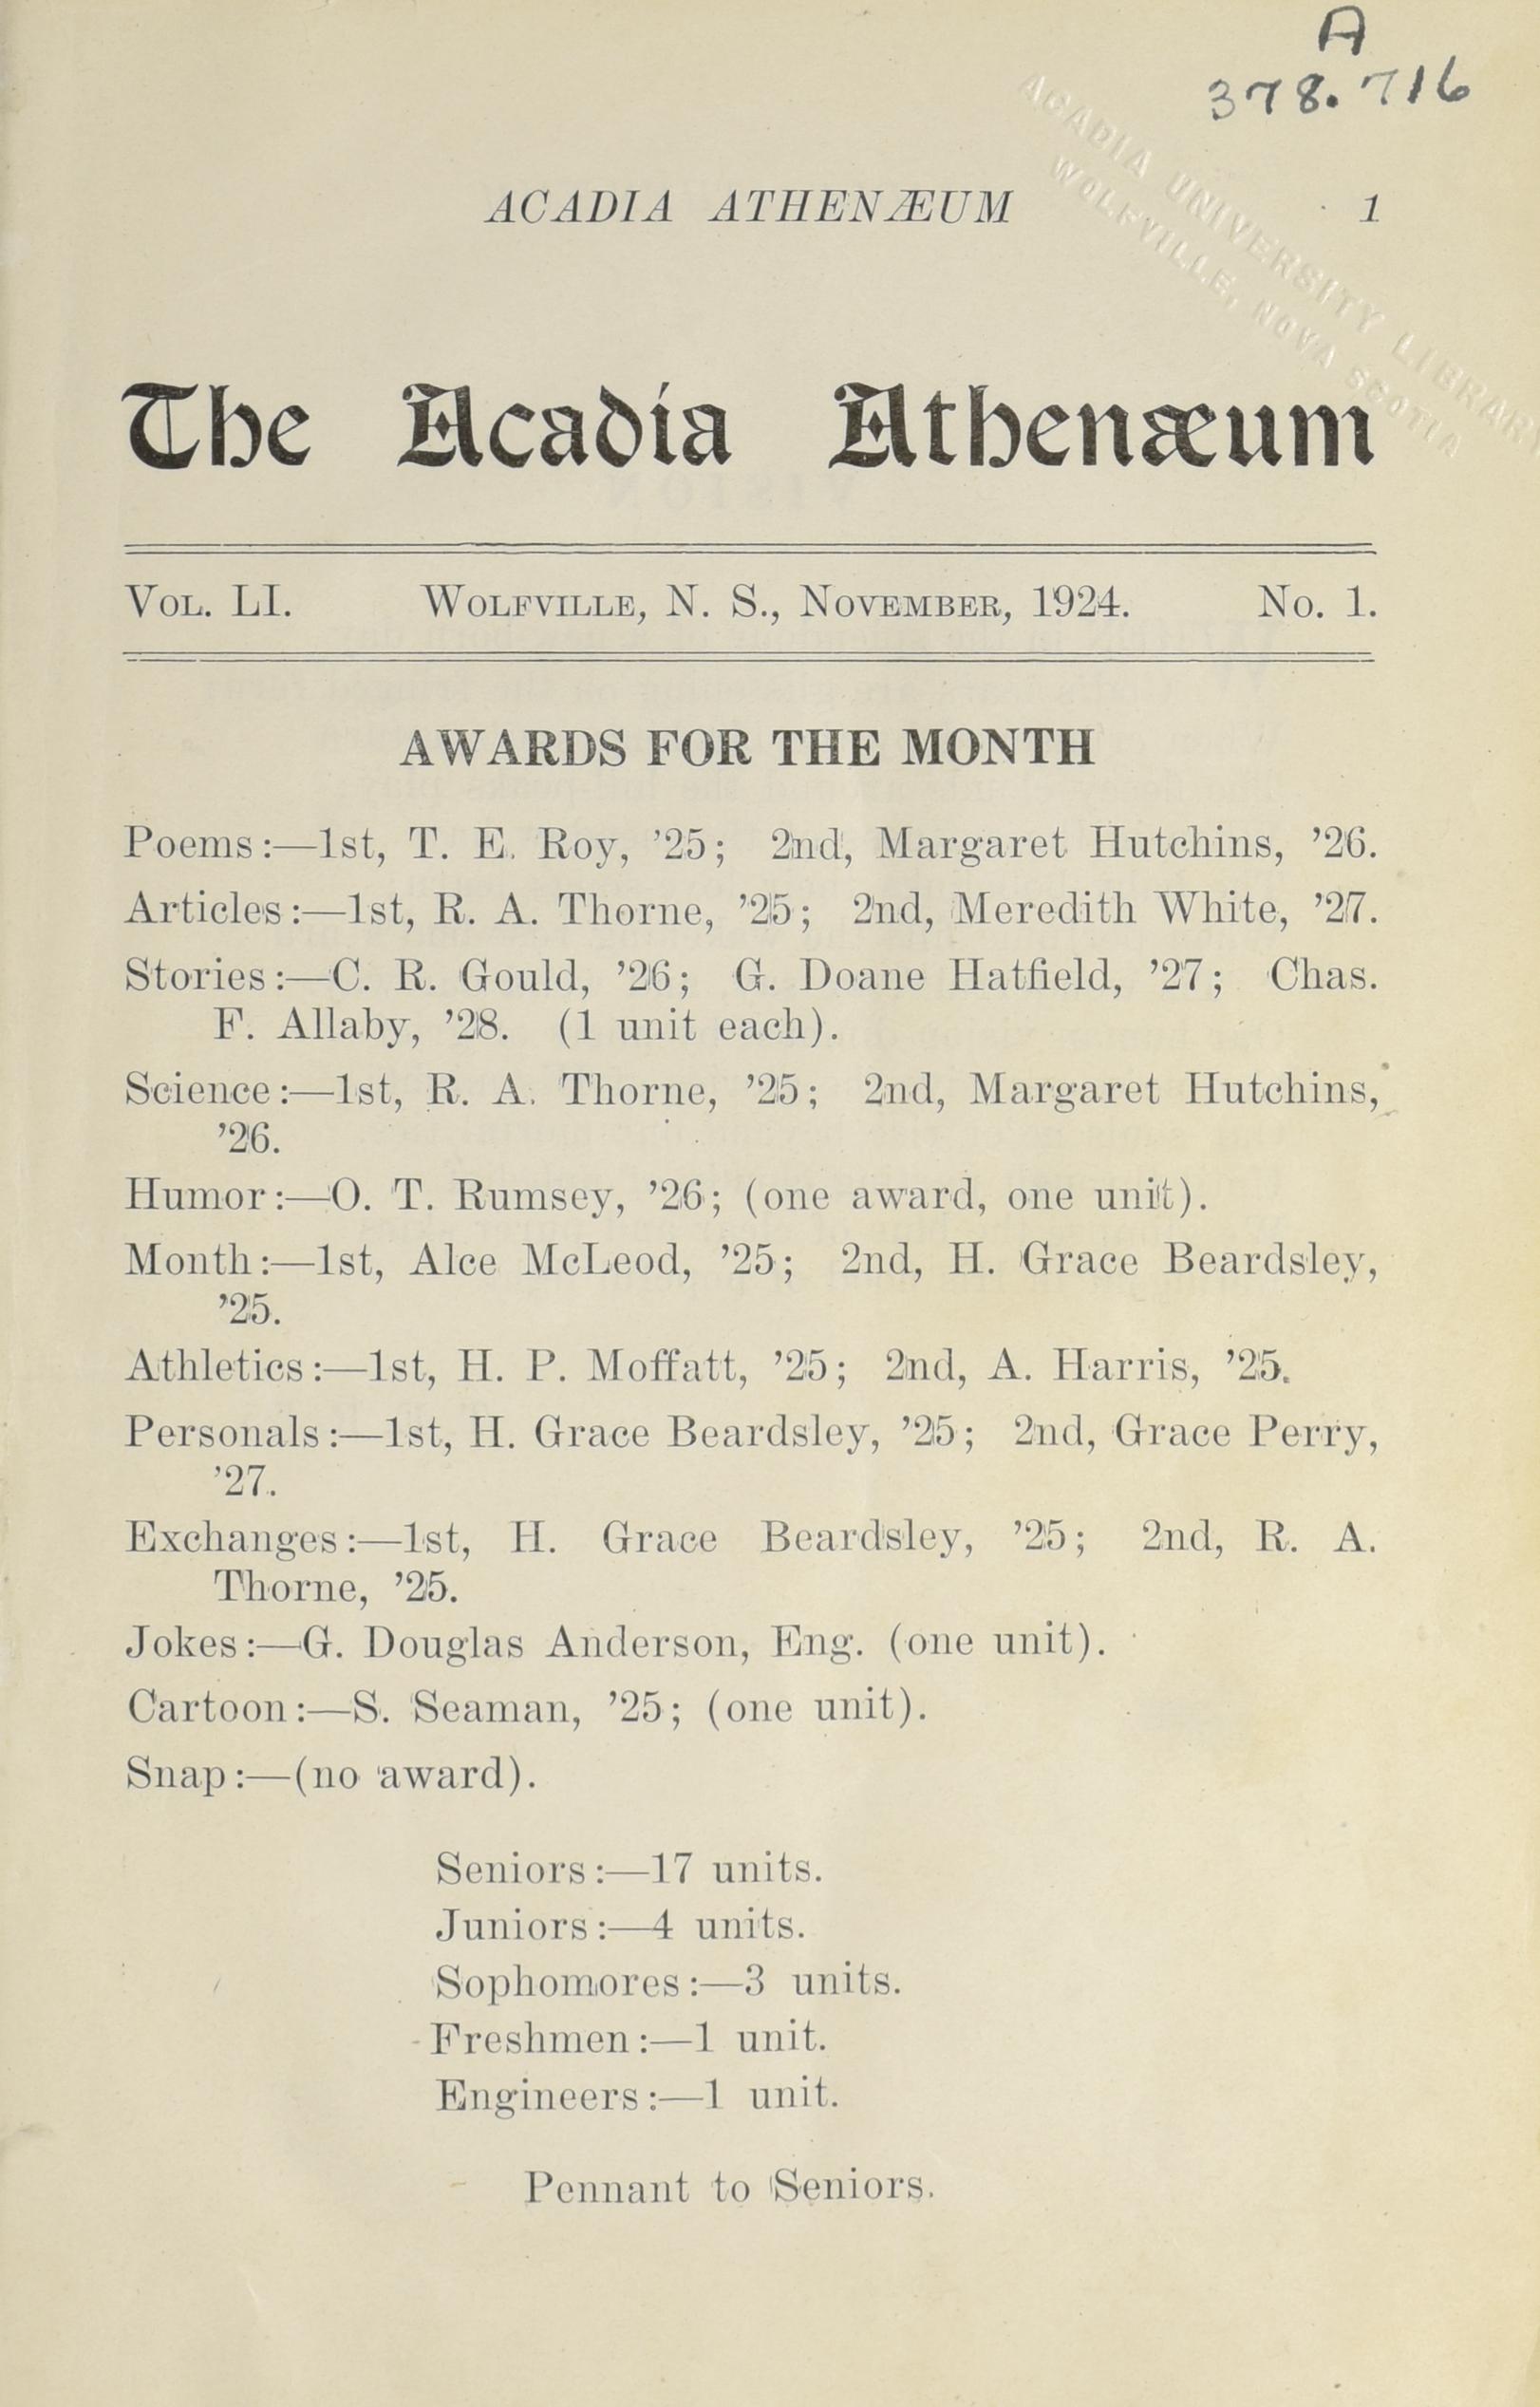 A
378.716
ACADIA UNIVERSITY LIBRARY
WOLFVILLE, NOVA SCOTIA
ACADIA ATHENÆUM 1
The Acadia Athenæum
VOL. LI. WOLFVILLE, N. S., NOVEMBER, 1924. No. 1.
AWARDS FOR THE MONTH
Poems:—1st, T. E. Roy, ’25; 2nd, Margaret Hutchins, ’26.
Articles:—1st, R. A. Thorne, ’25; 2nd, Meredith White, ’27.
Stories:—C. R. Gould, ’26; G. Doane Hatfield, ’27; Chas.
F. Allaby, ’28. (1 unit each).
Science:—1st, R. A. Thorne, ’25; 2nd, Margaret Hutchins,
’26.
Humor:—O. T. Rumsey, ’26; (one award, one unit).
Month:—1st, Alce McLeod, ’25; 2nd, H. Grace Beardsley,
’25.
Athletics:—1st, H. P. Moffatt, ’25; 2nd, A. Harris, ’25.
Personals:—1st, H. Grace Beardsley, ’25; 2nd, Grace Perry,
’27.
Exchanges:—1st, H. Grace Beardsley, ’25; 2nd, R. A.
Thorne, ’25.
Jokes:—G. Douglas Anderson, Eng. (one unit).
Cartoon:—S. Seaman, ’25; (one unit).
Snap:—(no award).
Seniors:—17 units.
Juniors:—4 units.
Sophomores:—3 units.
Freshmen:—1 unit.
Engineers:—1 unit.
Pennant to Seniors.